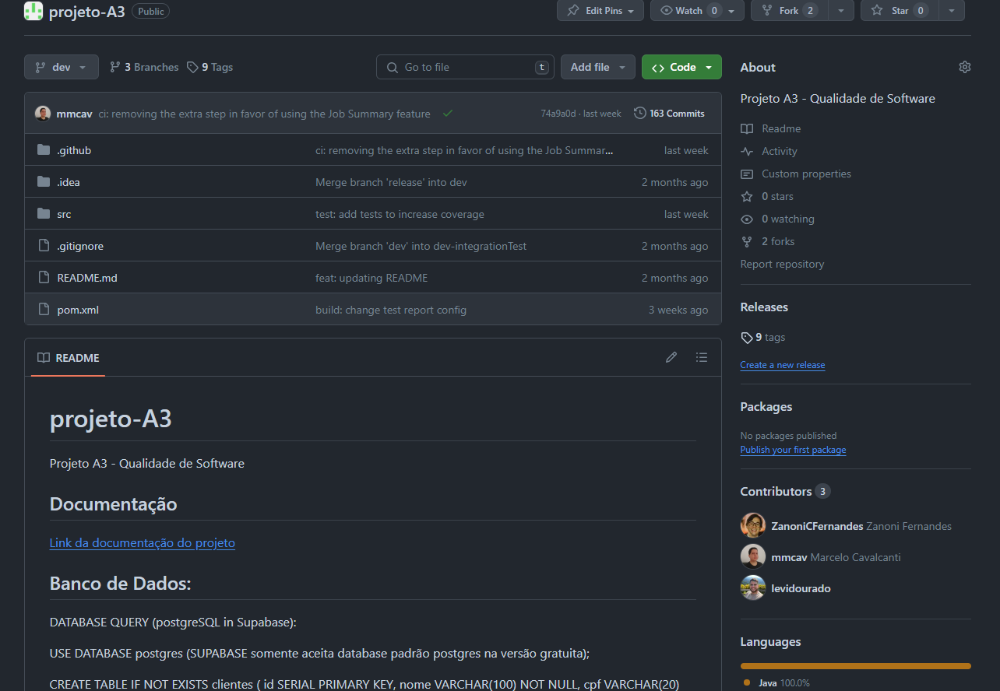 projeto-A3 Public Edit Pins Watch 0 Fork 2 Star 0
dev 3 Branches 9 Tags Go to file t Add file Code
mmcav ci: removing the extra step in favor of using the Job Summary feature 74a9a0d · last week 163 Commits
.github ci: removing the extra step in favor of using the Job Summar... last week
.idea Merge branch 'release' into dev 2 months ago
src test: add tests to increase coverage last week
.gitignore Merge branch 'dev' into dev-integrationTest 2 months ago
README.md feat: updating README 2 months ago
pom.xml build: change test report config 3 weeks ago
README
projeto-A3
Projeto A3 - Qualidade de Software
Documentação
Link da documentação do projeto
Banco de Dados:
DATABASE QUERY (postgreSQL in Supabase):
USE DATABASE postgres (SUPABASE somente aceita database padrão postgres na versão gratuita);
CREATE TABLE IF NOT EXISTS clientes ( id SERIAL PRIMARY KEY, nome VARCHAR(100) NOT NULL, cpf VARCHAR(20)
About
Projeto A3 - Qualidade de Software
Readme
Activity
Custom properties
0 stars
0 watching
2 forks
Report repository
Releases
9 tags
Create a new release
Packages
No packages published
Publish your first package
Contributors 3
ZanoniCFernandes Zanoni Fernandes
mmcav Marcelo Cavalcanti
levidourado
Languages
Java 100.0%